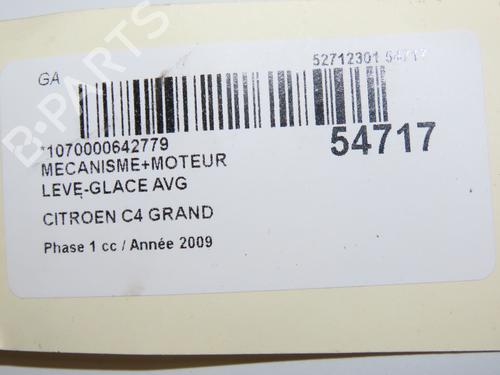 GA
52712301 54717
*1070000642779
54717
MECANISME+MOTEUR
LEVE-GLACE AVG
CITROEN C4 GRAND
Phase 1 cc / Année 2009
B-PARTS